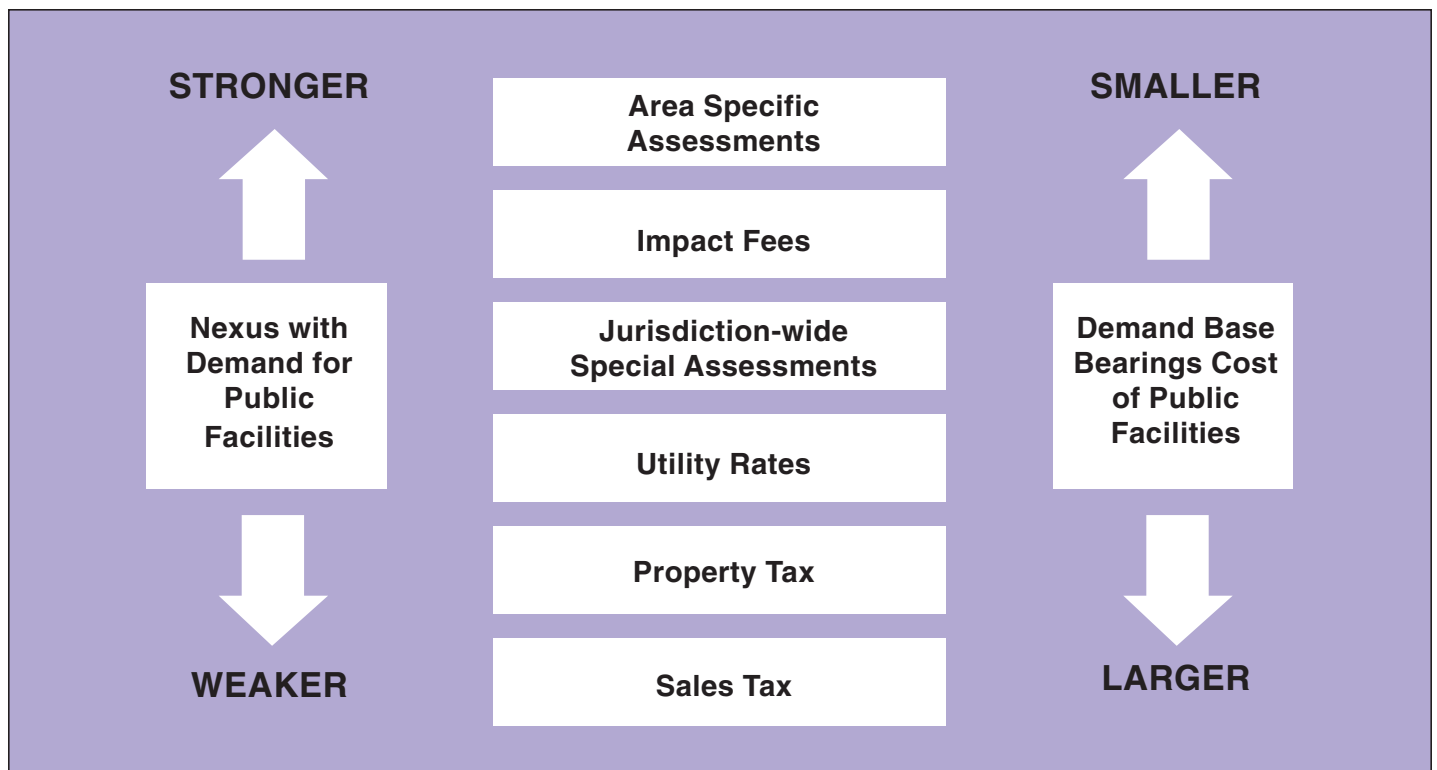 STRONGER
Nexus with
Demand for
Public
Facilities
WEAKER
Area Specific
Assessments
Impact Fees
Jurisdiction-wide
Special Assessments
Utility Rates
Property Tax
Sales Tax
SMALLER
Demand Base
Bearings Cost
of Public
Facilities
LARGER